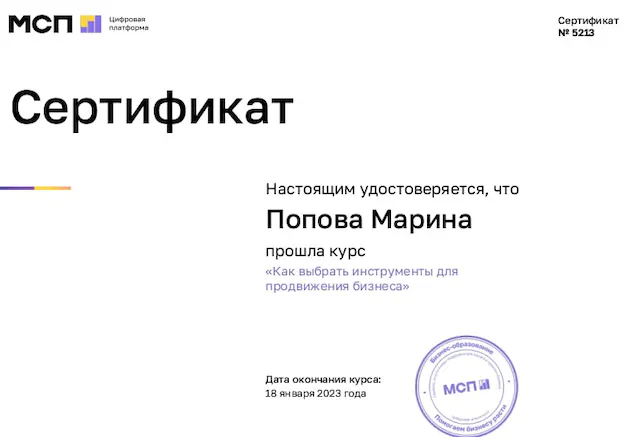 МСП
Цифровая
платформа
Сертификат
№ 5213
Сертификат
Настоящим удостоверяется, что
Попова Марина
прошла курс
«Как выбрать инструменты для
продвижения бизнеса»
Дата окончания курса:
18 января 2023 года
Бизнес-образование
МСП
Помогаем бизнесу расти